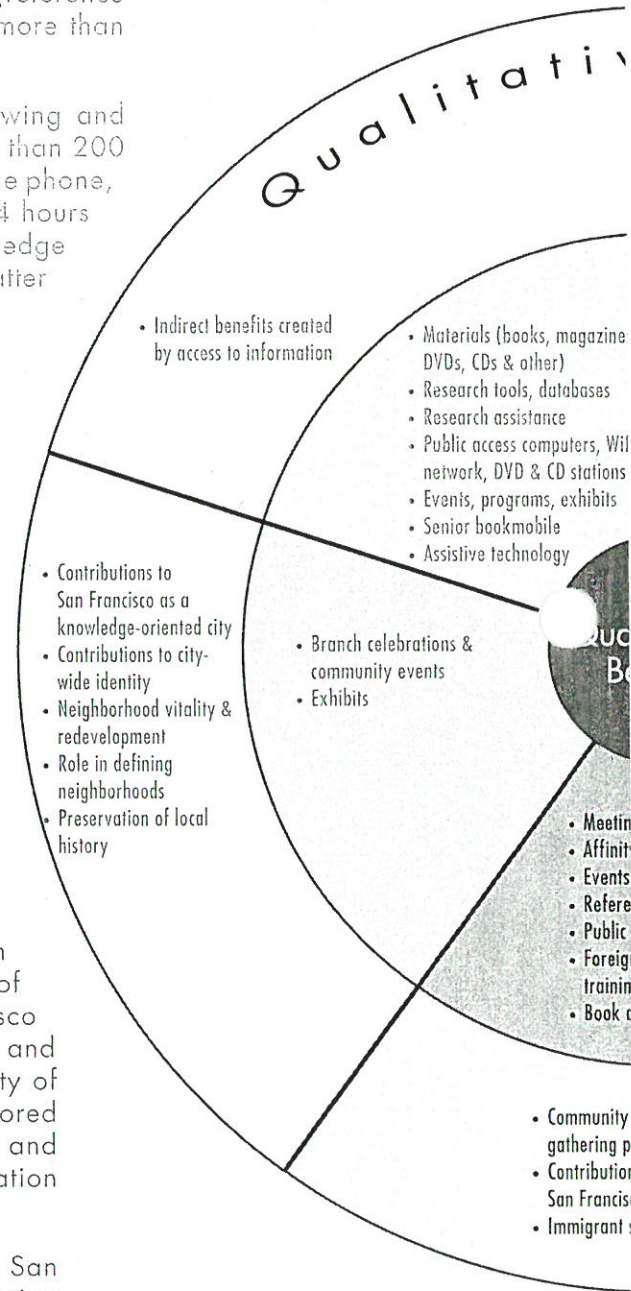 more than
wing and
than 200
e phone,
4 hours
edge
atter
Qualitativ
• Indirect benefits created
by access to information
• Materials (books, magazine
DVDs, CDs & other)
• Research tools, databases
• Research assistance
• Public access computers, Wi
network, DVD & CD stations
• Events, programs, exhibits
• Senior bookmobile
• Assistive technology
• Contributions to
San Francisco as a
knowledge-oriented city
• Contributions to city-
wide identity
• Neighborhood vitality &
redevelopment
• Role in defining
neighborhoods
• Preservation of local
history
• Branch celebrations &
community events
• Exhibits
Qua
Be
• Meetin
• Affinity
• Events
• Refere
• Public
• Foreig
trainin
• Book
of
sco
and
ty of
ored
and
ation
San
• Community
gathering p
• Contribution
San Francis
• Immigrant s